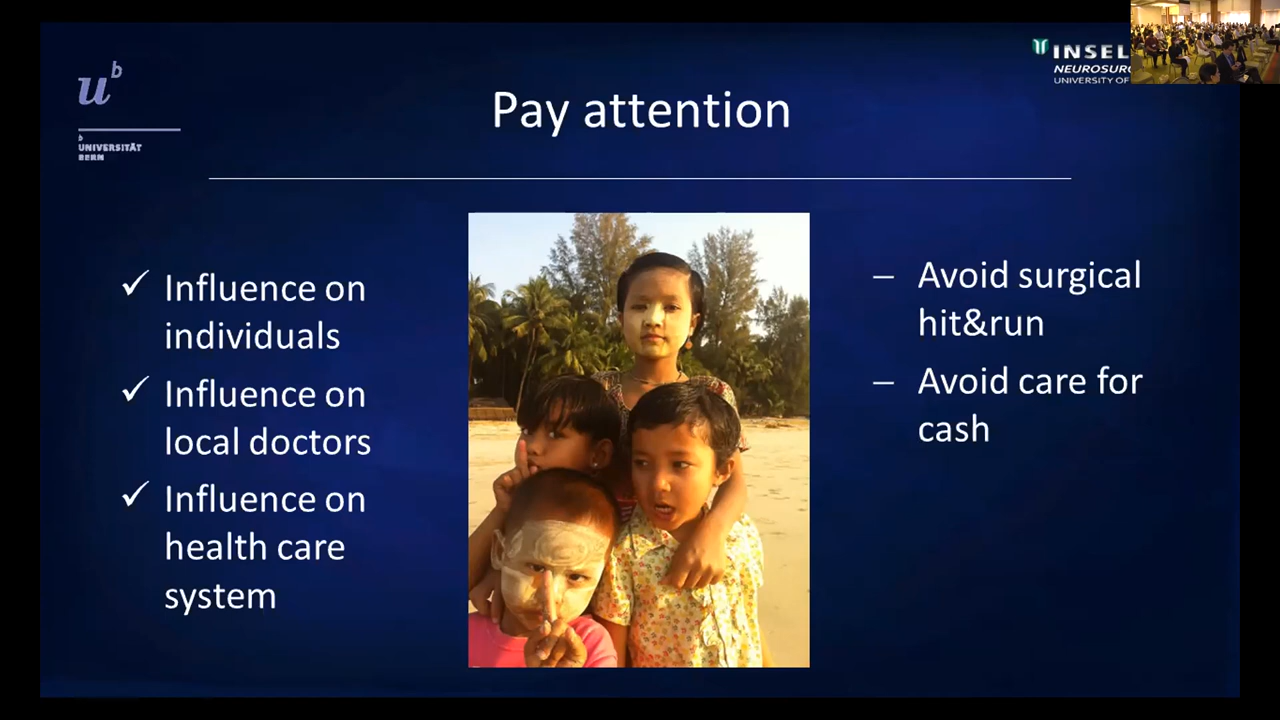 u^b
b
UNIVERSITÄT
BERN
INSEL
NEUROSUR
UNIVERSITY OF
Pay attention
✓ Influence on
individuals
✓ Influence on
local doctors
✓ Influence on
health care
system
– Avoid surgical
hit&run
– Avoid care for
cash